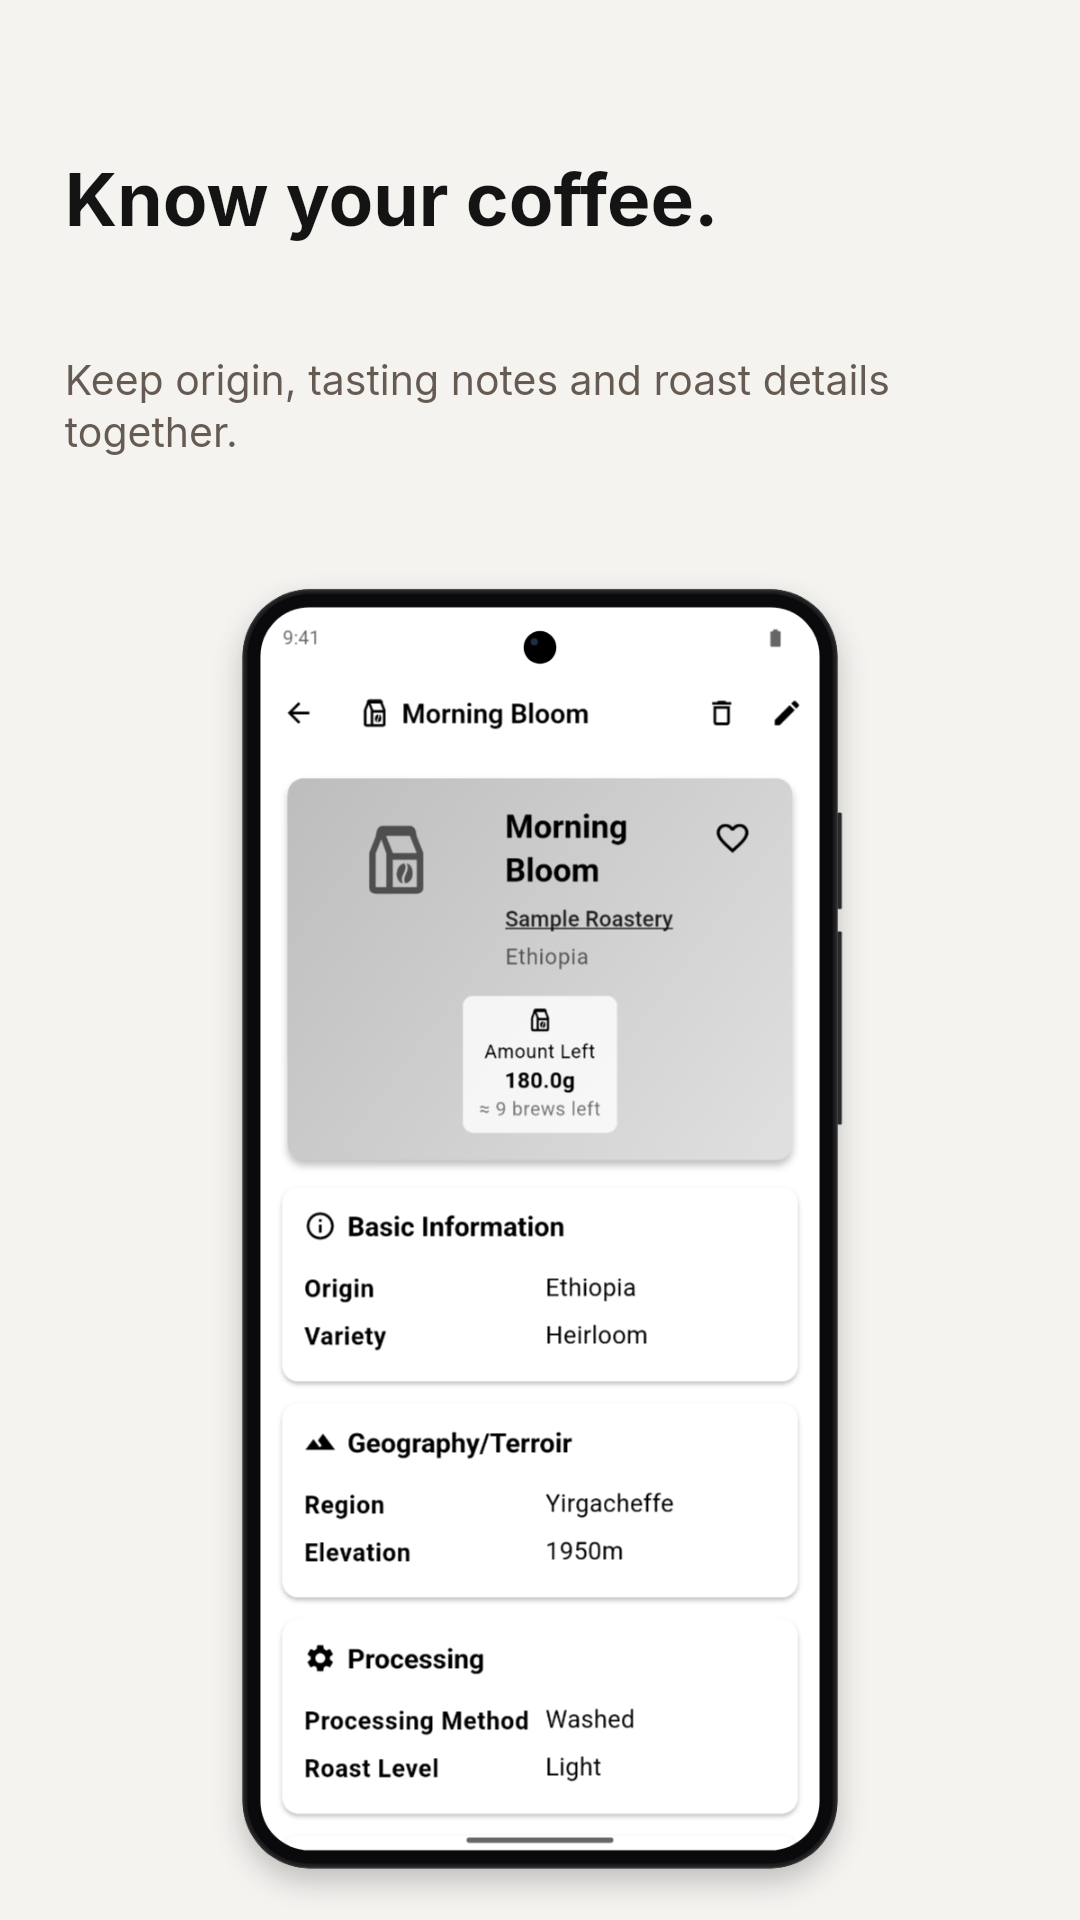 Know your coffee.
Keep origin, tasting notes and roast details
together.
9:41
Morning Bloom
Morning
Bloom
Sample Roastery
Ethiopia
Amount Left
180.0g
≈ 9 brews left
Basic Information
Origin Ethiopia
Variety Heirloom
Geography/Terroir
Region Yirgacheffe
Elevation 1950m
Processing
Processing Method Washed
Roast Level Light